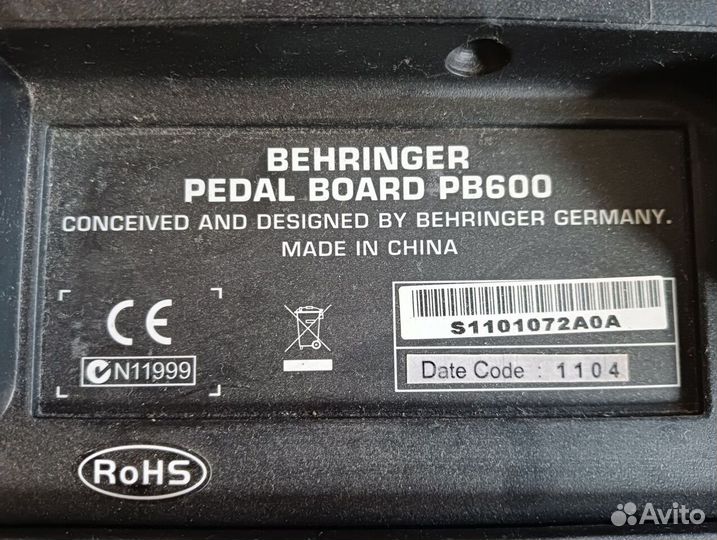 BEHRINGER
PEDAL BOARD PB600
CONCEIVED AND DESIGNED BY BEHRINGER GERMANY.
MADE IN CHINA
CE
N11999
S1101072A0A
Date Code : 1104
RoHS
Avito